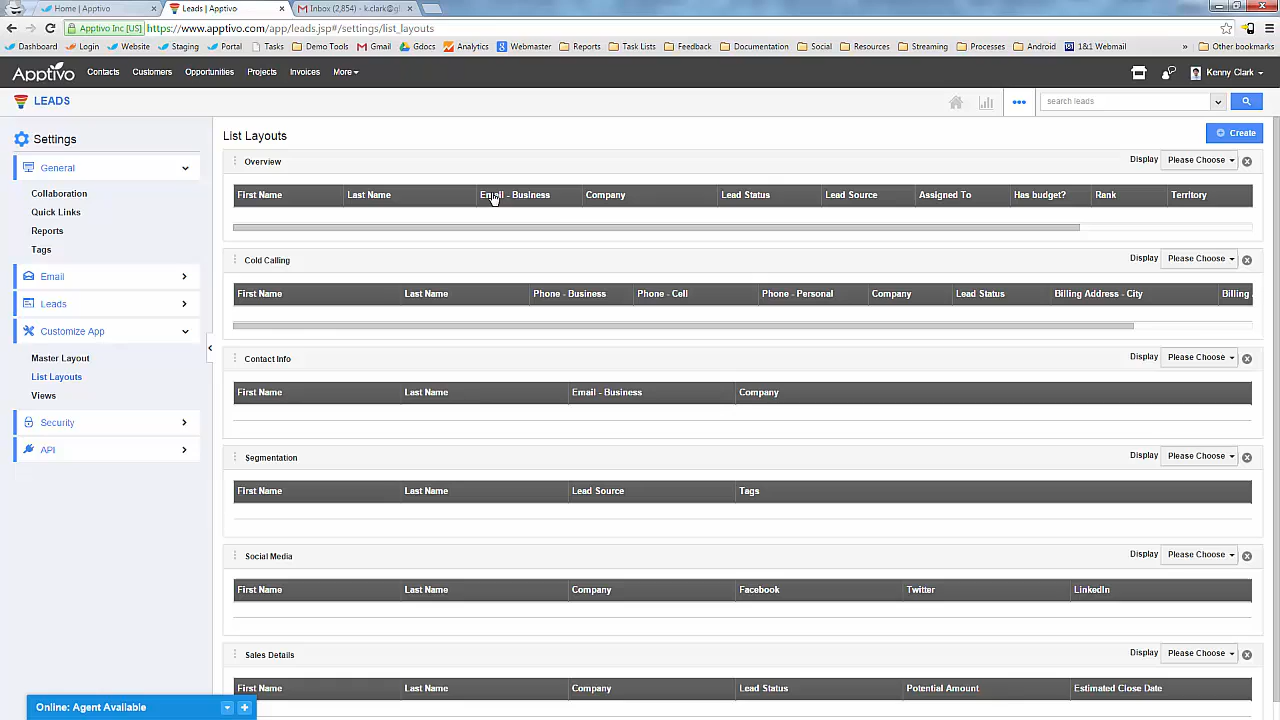 Home | Apptivo
Leads | Apptivo
Inbox (2,854) - k.clark@gl
Apptivo Inc [US]
https://www.apptivo.com/app/leads.jsp#/settings/list_layouts
Dashboard
Login
Website
Staging
Portal
Tasks
Demo Tools
Gmail
Gdocs
Analytics
Webmaster
Reports
Task Lists
Feedback
Documentation
Social
Resources
Streaming
Processes
Android
1&1 Webmail
»
Other bookmarks
Apptivo
Contacts
Customers
Opportunities
Projects
Invoices
More
Kenny Clark
LEADS
search leads
Settings
General
Collaboration
Quick Links
Reports
Tags
Email
Leads
Customize App
Master Layout
List Layouts
Views
Security
API
List Layouts
Create
Overview
Display Please Choose
First Name Last Name Email - Business Company Lead Status Lead Source Assigned To Has budget? Rank Territory
Cold Calling
Display Please Choose
First Name Last Name Phone - Business Phone - Cell Phone - Personal Company Lead Status Billing Address - City Billing
Contact Info
Display Please Choose
First Name Last Name Email - Business Company
Segmentation
Display Please Choose
First Name Last Name Lead Source Tags
Social Media
Display Please Choose
First Name Last Name Company Facebook Twitter LinkedIn
Sales Details
Display Please Choose
First Name Last Name Company Lead Status Potential Amount Estimated Close Date
Online: Agent Available